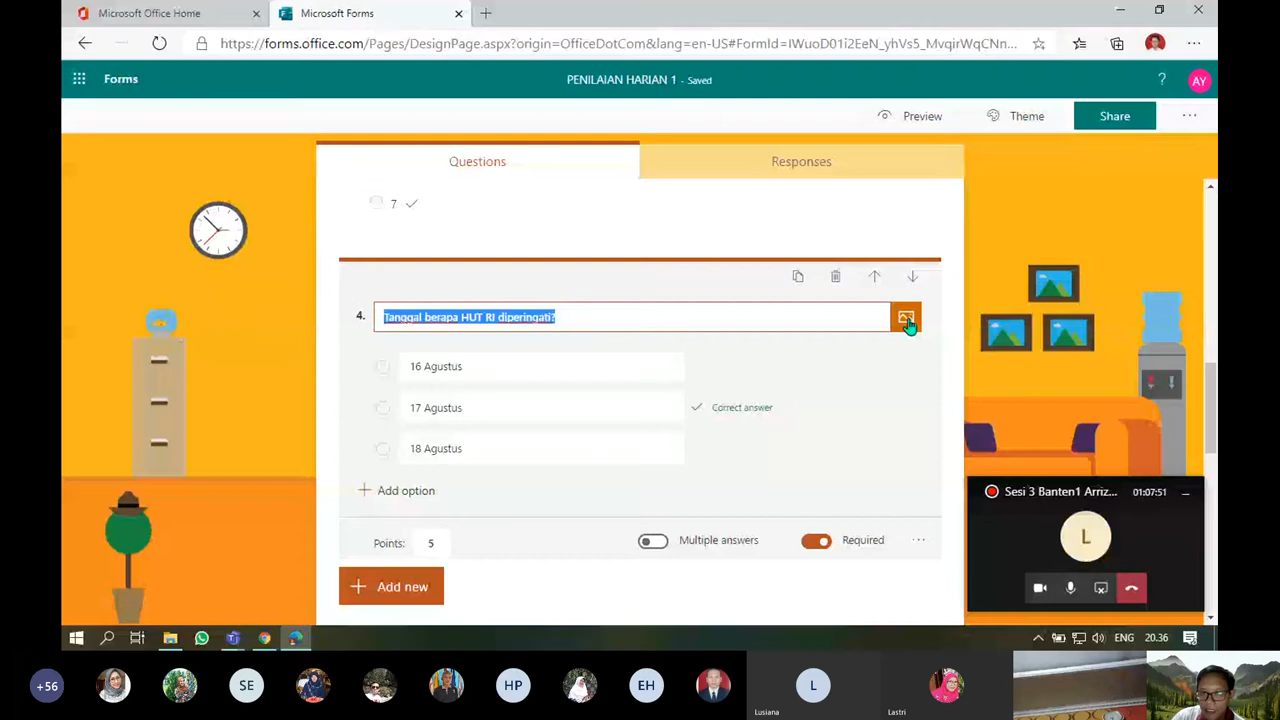 Microsoft Office Home
Microsoft Forms
https://forms.office.com/Pages/DesignPage.aspx?origin=OfficeDotCom&lang=en-US#FormId=IWuoD01i2EeN_yhVs5_MvqirWqCNn...
Forms
PENILAIAN HARIAN 1 - Saved
?
AY
Preview
Theme
Share
Questions
Responses
7
4.
Tanggal berapa HUT RI diperingati?
16 Agustus
17 Agustus
Correct answer
18 Agustus
Add option
Points:
5
Multiple answers
Required
Add new
Sesi 3 Banten1 Arriz...
01:07:51
L
ENG
20.36
+56
SE
HP
EH
L
Lusiana
Lastri